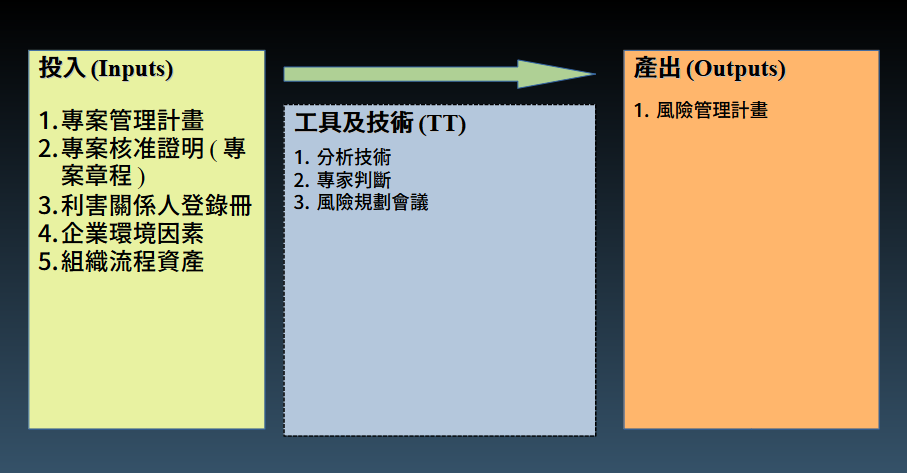 投入 (Inputs)
1.專案管理計畫
2.專案核准證明 ( 專
案章程 )
3.利害關係人登錄冊
4.企業環境因素
5.組織流程資產
工具及技術 (TT)
1. 分析技術
2. 專家判斷
3. 風險規劃會議
產出 (Outputs)
1. 風險管理計畫